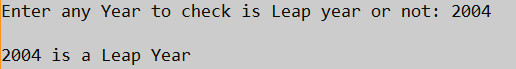 Enter any Year to check is Leap year or not: 2004
2004 is a Leap Year